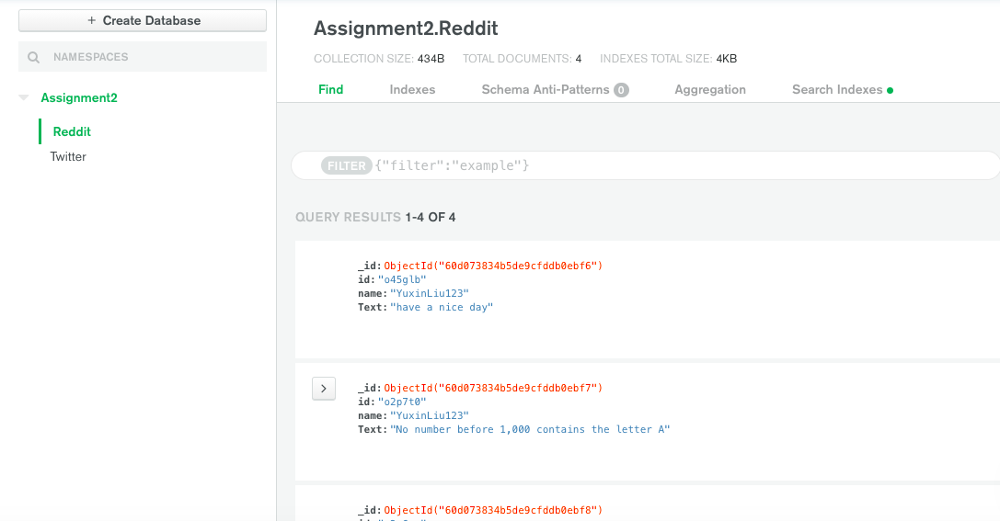 + Create Database
NAMESPACES
Assignment2
Reddit
Twitter
Assignment2.Reddit
COLLECTION SIZE: 434B TOTAL DOCUMENTS: 4 INDEXES TOTAL SIZE: 4KB
Find Indexes Schema Anti-Patterns 0 Aggregation Search Indexes
FILTER {"filter":"example"}
QUERY RESULTS 1-4 OF 4
_id: ObjectId("60d073834b5de9cfddb0ebf6")
id: "o45glb"
name: "YuxinLiu123"
Text: "have a nice day"
_id: ObjectId("60d073834b5de9cfddb0ebf7")
id: "o2p7t0"
name: "YuxinLiu123"
Text: "No number before 1,000 contains the letter A"
_id: ObjectId("60d073834b5de9cfddb0ebf8")